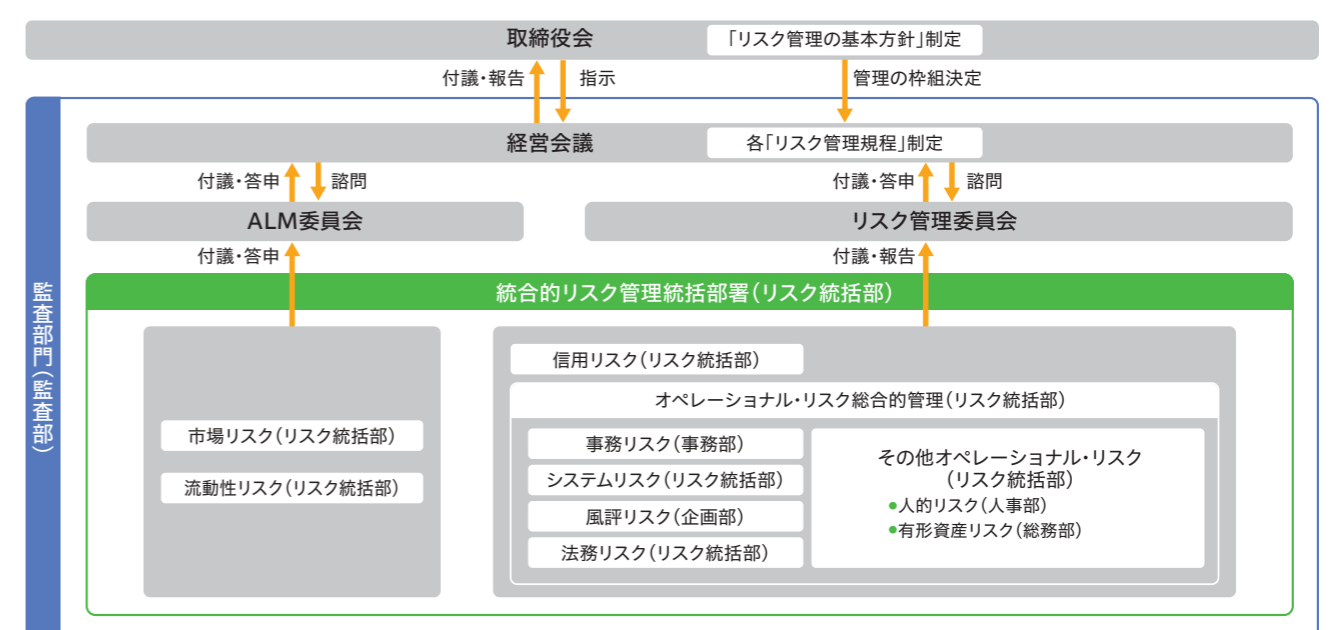 取締役会
「リスク管理の基本方針」制定
付議・報告
指示
管理の枠組決定
経営会議
各「リスク管理規程」制定
付議・答申
諮問
付議・答申
諮問
ALM委員会
リスク管理委員会
付議・答申
付議・報告
監査部門(監査部)
統合的リスク管理統括部署(リスク統括部)
市場リスク(リスク統括部)
流動性リスク(リスク統括部)
信用リスク(リスク統括部)
オペレーショナル・リスク総合的管理(リスク統括部)
事務リスク(事務部)
システムリスク(リスク統括部)
風評リスク(企画部)
法務リスク(リスク統括部)
その他オペレーショナル・リスク
(リスク統括部)
●人的リスク(人事部)
●有形資産リスク(総務部)